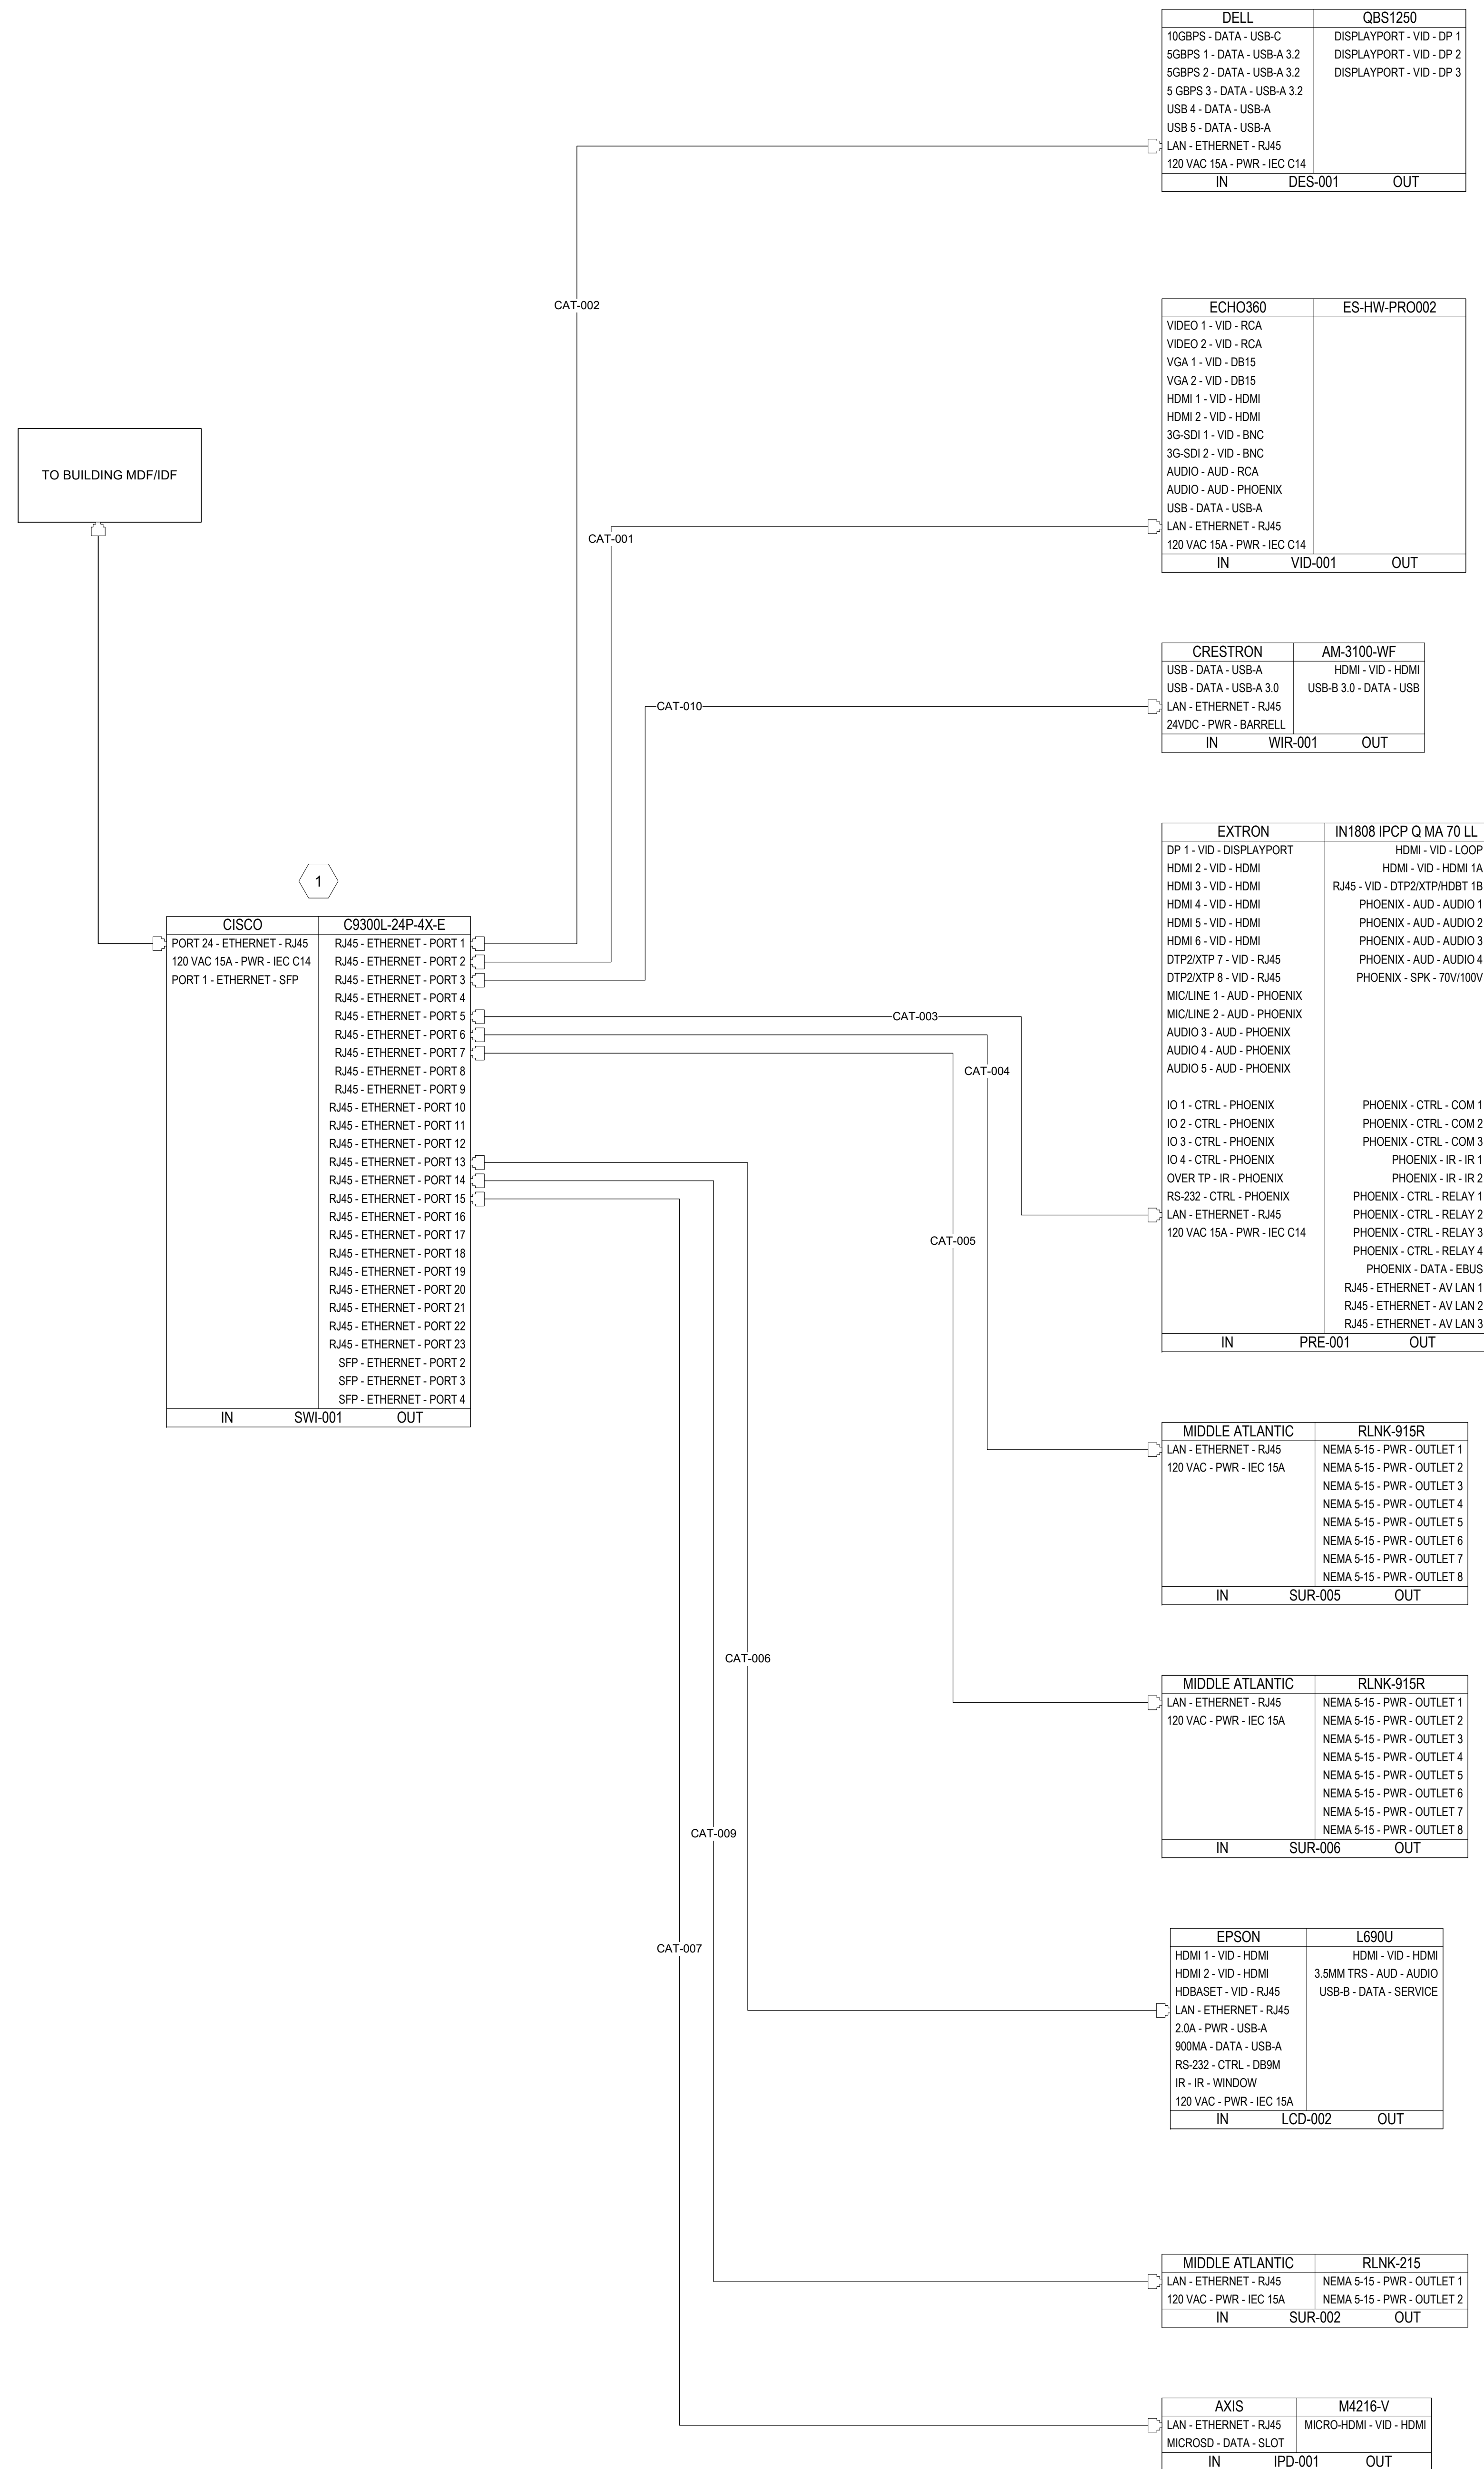 DELL QBS1250
10GBPS - DATA - USB-C DISPLAYPORT - VID - DP 1
5GBPS 1 - DATA - USB-A 3.2 DISPLAYPORT - VID - DP 2
5GBPS 2 - DATA - USB-A 3.2 DISPLAYPORT - VID - DP 3
5 GBPS 3 - DATA - USB-A 3.2
USB 4 - DATA - USB-A
USB 5 - DATA - USB-A
LAN - ETHERNET - RJ45
120 VAC 15A - PWR - IEC C14
IN DES-001 OUT
CAT-002
ECHO360 ES-HW-PRO002
VIDEO 1 - VID - RCA
VIDEO 2 - VID - RCA
VGA 1 - VID - DB15
VGA 2 - VID - DB15
HDMI 1 - VID - HDMI
HDMI 2 - VID - HDMI
3G-SDI 1 - VID - BNC
3G-SDI 2 - VID - BNC
AUDIO - AUD - RCA
AUDIO - AUD - PHOENIX
USB - DATA - USB-A
LAN - ETHERNET - RJ45
120 VAC 15A - PWR - IEC C14
IN VID-001 OUT
TO BUILDING MDF/IDF
CAT-001
CRESTRON AM-3100-WF
USB - DATA - USB-A HDMI - VID - HDMI
USB - DATA - USB-A 3.0 USB-B 3.0 - DATA - USB
LAN - ETHERNET - RJ45
24VDC - PWR - BARRELL
IN WIR-001 OUT
CAT-010
1
CISCO C9300L-24P-4X-E
PORT 24 - ETHERNET - RJ45 RJ45 - ETHERNET - PORT 1
120 VAC 15A - PWR - IEC C14 RJ45 - ETHERNET - PORT 2
PORT 1 - ETHERNET - SFP RJ45 - ETHERNET - PORT 3
RJ45 - ETHERNET - PORT 4
RJ45 - ETHERNET - PORT 5
RJ45 - ETHERNET - PORT 6
RJ45 - ETHERNET - PORT 7
RJ45 - ETHERNET - PORT 8
RJ45 - ETHERNET - PORT 9
RJ45 - ETHERNET - PORT 10
RJ45 - ETHERNET - PORT 11
RJ45 - ETHERNET - PORT 12
RJ45 - ETHERNET - PORT 13
RJ45 - ETHERNET - PORT 14
RJ45 - ETHERNET - PORT 15
RJ45 - ETHERNET - PORT 16
RJ45 - ETHERNET - PORT 17
RJ45 - ETHERNET - PORT 18
RJ45 - ETHERNET - PORT 19
RJ45 - ETHERNET - PORT 20
RJ45 - ETHERNET - PORT 21
RJ45 - ETHERNET - PORT 22
RJ45 - ETHERNET - PORT 23
SFP - ETHERNET - PORT 2
SFP - ETHERNET - PORT 3
SFP - ETHERNET - PORT 4
IN SWI-001 OUT
CAT-003
CAT-004
CAT-005
EXTRON IN1808 IPCP Q MA 70 LL
DP 1 - VID - DISPLAYPORT HDMI - VID - LOOP
HDMI 2 - VID - HDMI HDMI - VID - HDMI 1A
HDMI 3 - VID - HDMI RJ45 - VID - DTP2/XTP/HDBT 1B
HDMI 4 - VID - HDMI PHOENIX - AUD - AUDIO 1
HDMI 5 - VID - HDMI PHOENIX - AUD - AUDIO 2
HDMI 6 - VID - HDMI PHOENIX - AUD - AUDIO 3
DTP2/XTP 7 - VID - RJ45 PHOENIX - AUD - AUDIO 4
DTP2/XTP 8 - VID - RJ45 PHOENIX - SPK - 70V/100V
MIC/LINE 1 - AUD - PHOENIX
MIC/LINE 2 - AUD - PHOENIX
AUDIO 3 - AUD - PHOENIX
AUDIO 4 - AUD - PHOENIX
AUDIO 5 - AUD - PHOENIX
IO 1 - CTRL - PHOENIX PHOENIX - CTRL - COM 1
IO 2 - CTRL - PHOENIX PHOENIX - CTRL - COM 2
IO 3 - CTRL - PHOENIX PHOENIX - CTRL - COM 3
IO 4 - CTRL - PHOENIX PHOENIX - IR - IR 1
OVER TP - IR - PHOENIX PHOENIX - IR - IR 2
RS-232 - CTRL - PHOENIX PHOENIX - CTRL - RELAY 1
LAN - ETHERNET - RJ45 PHOENIX - CTRL - RELAY 2
120 VAC 15A - PWR - IEC C14 PHOENIX - CTRL - RELAY 3
PHOENIX - CTRL - RELAY 4
PHOENIX - DATA - EBUS
RJ45 - ETHERNET - AV LAN 1
RJ45 - ETHERNET - AV LAN 2
RJ45 - ETHERNET - AV LAN 3
IN PRE-001 OUT
MIDDLE ATLANTIC RLNK-915R
LAN - ETHERNET - RJ45 NEMA 5-15 - PWR - OUTLET 1
120 VAC - PWR - IEC 15A NEMA 5-15 - PWR - OUTLET 2
NEMA 5-15 - PWR - OUTLET 3
NEMA 5-15 - PWR - OUTLET 4
NEMA 5-15 - PWR - OUTLET 5
NEMA 5-15 - PWR - OUTLET 6
NEMA 5-15 - PWR - OUTLET 7
NEMA 5-15 - PWR - OUTLET 8
IN SUR-005 OUT
CAT-006
MIDDLE ATLANTIC RLNK-915R
LAN - ETHERNET - RJ45 NEMA 5-15 - PWR - OUTLET 1
120 VAC - PWR - IEC 15A NEMA 5-15 - PWR - OUTLET 2
NEMA 5-15 - PWR - OUTLET 3
NEMA 5-15 - PWR - OUTLET 4
NEMA 5-15 - PWR - OUTLET 5
NEMA 5-15 - PWR - OUTLET 6
NEMA 5-15 - PWR - OUTLET 7
NEMA 5-15 - PWR - OUTLET 8
IN SUR-006 OUT
CAT-009
CAT-007
EPSON L690U
HDMI 1 - VID - HDMI HDMI - VID - HDMI
HDMI 2 - VID - HDMI 3.5MM TRS - AUD - AUDIO
HDBASET - VID - RJ45 USB-B - DATA - SERVICE
LAN - ETHERNET - RJ45
2.0A - PWR - USB-A
900MA - DATA - USB-A
RS-232 - CTRL - DB9M
IR - IR - WINDOW
120 VAC - PWR - IEC 15A
IN LCD-002 OUT
MIDDLE ATLANTIC RLNK-215
LAN - ETHERNET - RJ45 NEMA 5-15 - PWR - OUTLET 1
120 VAC - PWR - IEC 15A NEMA 5-15 - PWR - OUTLET 2
IN SUR-002 OUT
AXIS M4216-V
LAN - ETHERNET - RJ45 MICRO-HDMI - VID - HDMI
MICROSD - DATA - SLOT
IN IPD-001 OUT